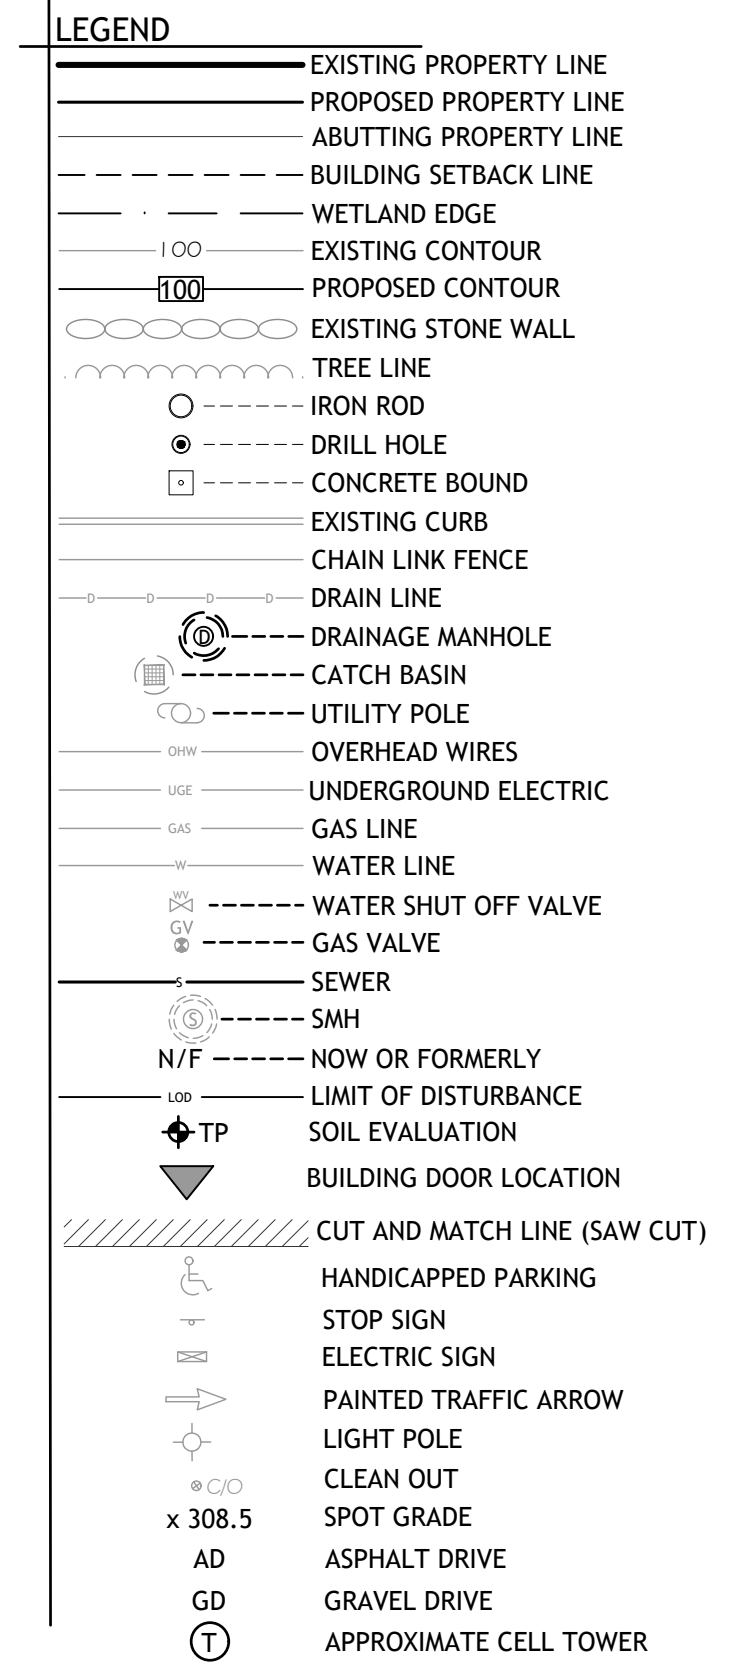 LEGEND
EXISTING PROPERTY LINE
PROPOSED PROPERTY LINE
ABUTTING PROPERTY LINE
BUILDING SETBACK LINE
WETLAND EDGE
100 EXISTING CONTOUR
100 PROPOSED CONTOUR
EXISTING STONE WALL
TREE LINE
IRON ROD
DRILL HOLE
CONCRETE BOUND
EXISTING CURB
CHAIN LINK FENCE
D D D D DRAIN LINE
D DRAINAGE MANHOLE
CATCH BASIN
UTILITY POLE
OHW OVERHEAD WIRES
UGE UNDERGROUND ELECTRIC
GAS GAS LINE
W WATER LINE
WV WATER SHUT OFF VALVE
GV GAS VALVE
S SEWER
S SMH
N/F NOW OR FORMERLY
LOD LIMIT OF DISTURBANCE
TP SOIL EVALUATION
BUILDING DOOR LOCATION
CUT AND MATCH LINE (SAW CUT)
HANDICAPPED PARKING
STOP SIGN
ELECTRIC SIGN
PAINTED TRAFFIC ARROW
LIGHT POLE
C/O CLEAN OUT
x 308.5 SPOT GRADE
AD ASPHALT DRIVE
GD GRAVEL DRIVE
T APPROXIMATE CELL TOWER